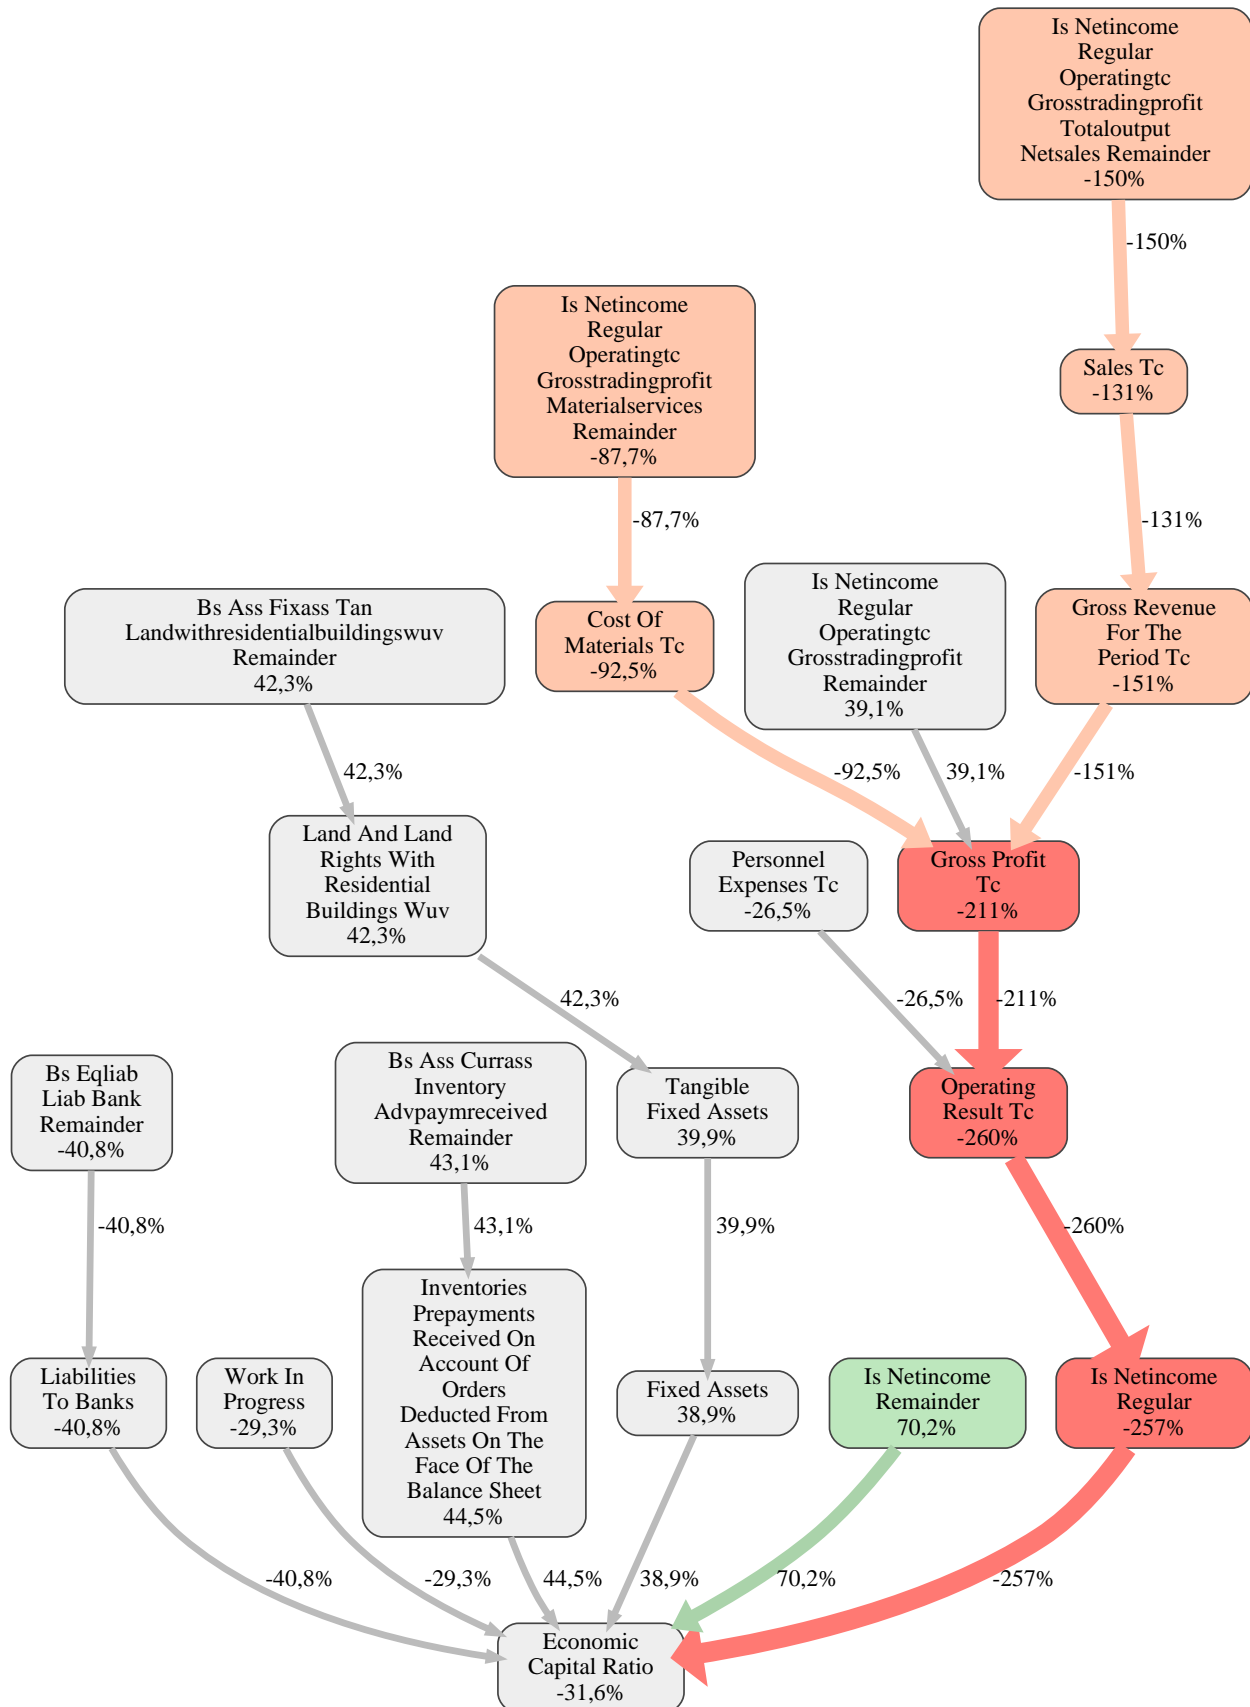 Is Netincome
Regular
Operatingtc
Grosstradingprofit
Totaloutput
Netsales Remainder
-150%
-150%
Is Netincome
Regular
Operatingtc
Grosstradingprofit
Materialservices
Remainder
-87,7%
Sales Tc
-131%
-87,7%
-131%
Bs Ass Fixass Tan
Landwithresidentialbuildingswuv
Remainder
42,3%
Cost Of
Materials Tc
-92,5%
Is Netincome
Regular
Operatingtc
Grosstradingprofit
Remainder
39,1%
Gross Revenue
For The
Period Tc
-151%
42,3%
-92,5%
39,1%
-151%
Land And Land
Rights With
Residential
Buildings Wuv
42,3%
Personnel
Expenses Tc
-26,5%
Gross Profit
Tc
-211%
42,3%
-26,5%
-211%
Bs Eqliab
Liab Bank
Remainder
-40,8%
Bs Ass Currass
Inventory
Advpaymreceived
Remainder
43,1%
Tangible
Fixed Assets
39,9%
Operating
Result Tc
-260%
-40,8%
43,1%
39,9%
-260%
Liabilities
To Banks
-40,8%
Work In
Progress
-29,3%
Inventories
Prepayments
Received On
Account Of
Orders
Deducted From
Assets On The
Face Of The
Balance Sheet
44,5%
Fixed Assets
38,9%
Is Netincome
Remainder
70,2%
Is Netincome
Regular
-257%
-40,8%
-29,3%
44,5%
38,9%
70,2%
-257%
Economic
Capital Ratio
-31,6%